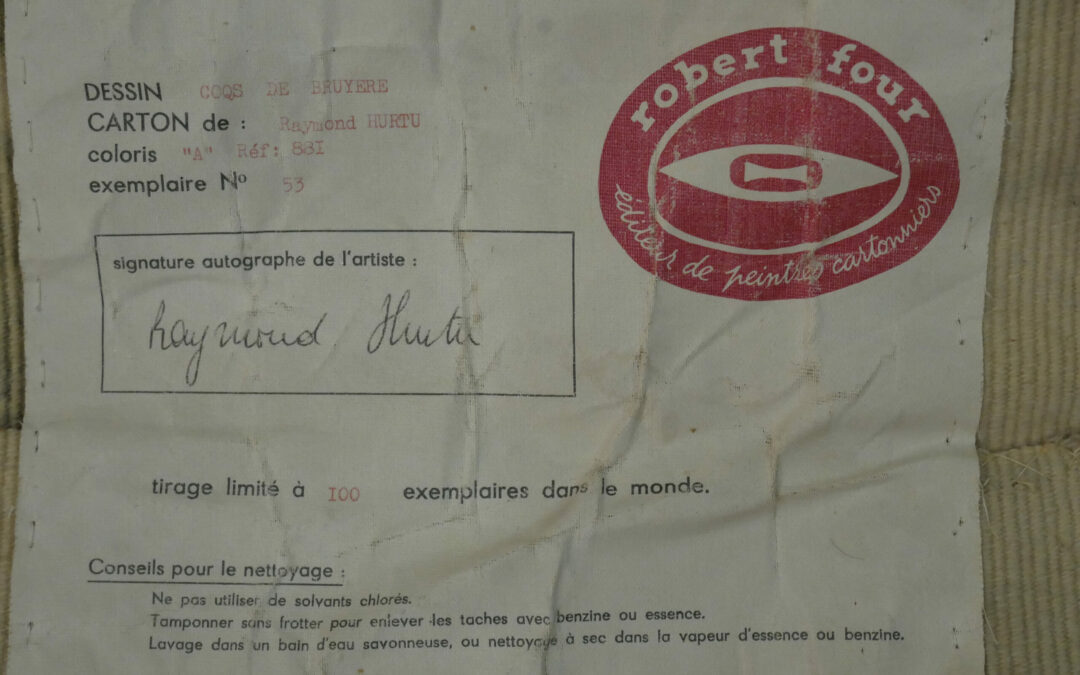 DESSIN COQS DE BRUYERE
CARTON de : Raymond HURTU
coloris "A" Réf: 88I
exemplaire Nº 53
robert four
éditeur de peintres cartonniers
signature autographe de l'artiste :
Raymond Hurtu
tirage limité à I00 exemplaires dans le monde.
Conseils pour le nettoyage :
Ne pas utiliser de solvants chlorés.
Tamponner sans frotter pour enlever les taches avec benzine ou essence.
Lavage dans un bain d'eau savonneuse, ou nettoyage à sec dans la vapeur d'essence ou benzine.